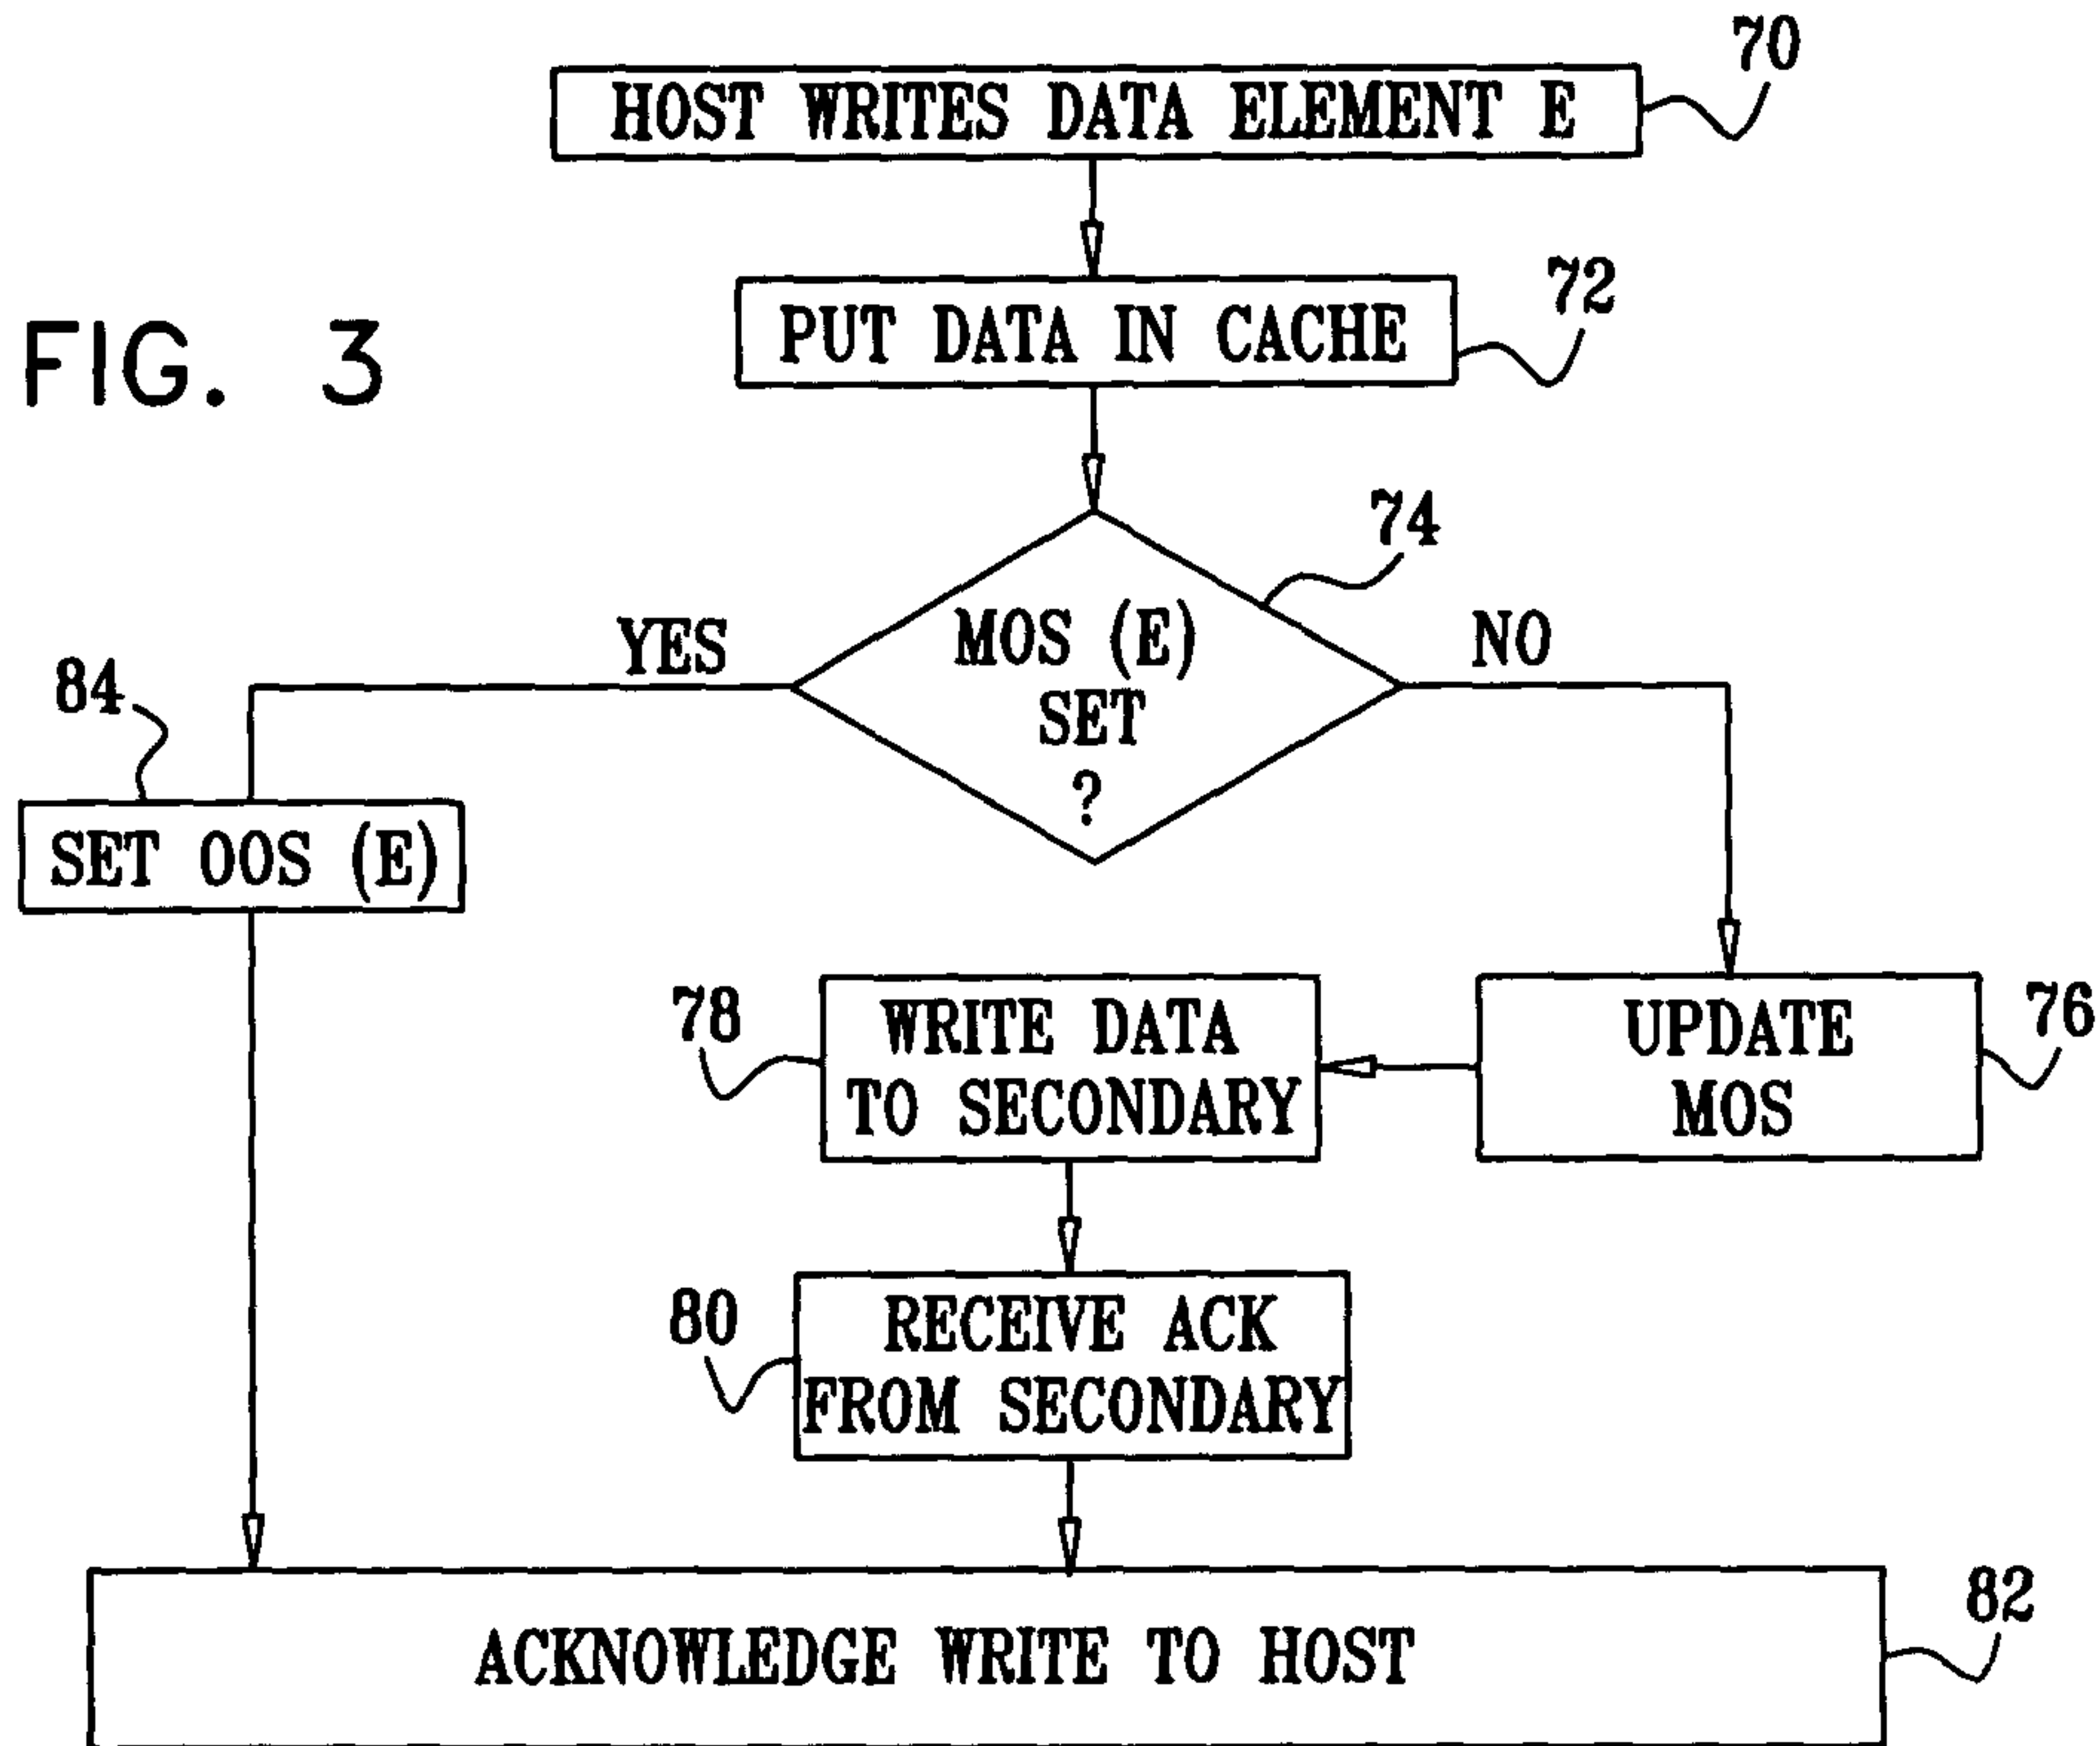 70
HOST WRITES DATA ELEMENT E
72
PUT DATA IN CACHE
FIG. 3
74
MOS (E)
SET
?
YES
NO
84
SET OOS (E)
78
WRITE DATA
TO SECONDARY
UPDATE
MOS
76
80
RECEIVE ACK
FROM SECONDARY
82
ACKNOWLEDGE WRITE TO HOST